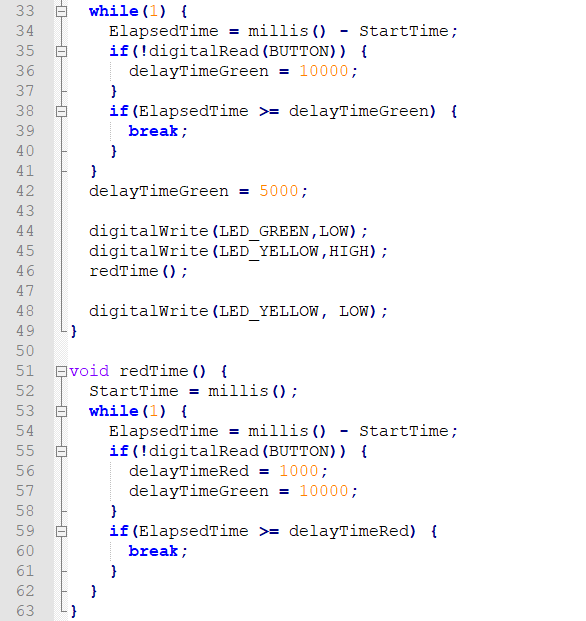 33 while(1) {
34 ElapsedTime = millis() - StartTime;
35 if(!digitalRead(BUTTON)) {
36 delayTimeGreen = 10000;
37 }
38 if(ElapsedTime >= delayTimeGreen) {
39 break;
40 }
41 }
42 delayTimeGreen = 5000;
43
44 digitalWrite(LED_GREEN,LOW);
45 digitalWrite(LED_YELLOW,HIGH);
46 redTime();
47
48 digitalWrite(LED_YELLOW, LOW);
49 }
50
51 void redTime() {
52 StartTime = millis();
53 while(1) {
54 ElapsedTime = millis() - StartTime;
55 if(!digitalRead(BUTTON)) {
56 delayTimeRed = 1000;
57 delayTimeGreen = 10000;
58 }
59 if(ElapsedTime >= delayTimeRed) {
60 break;
61 }
62 }
63 }